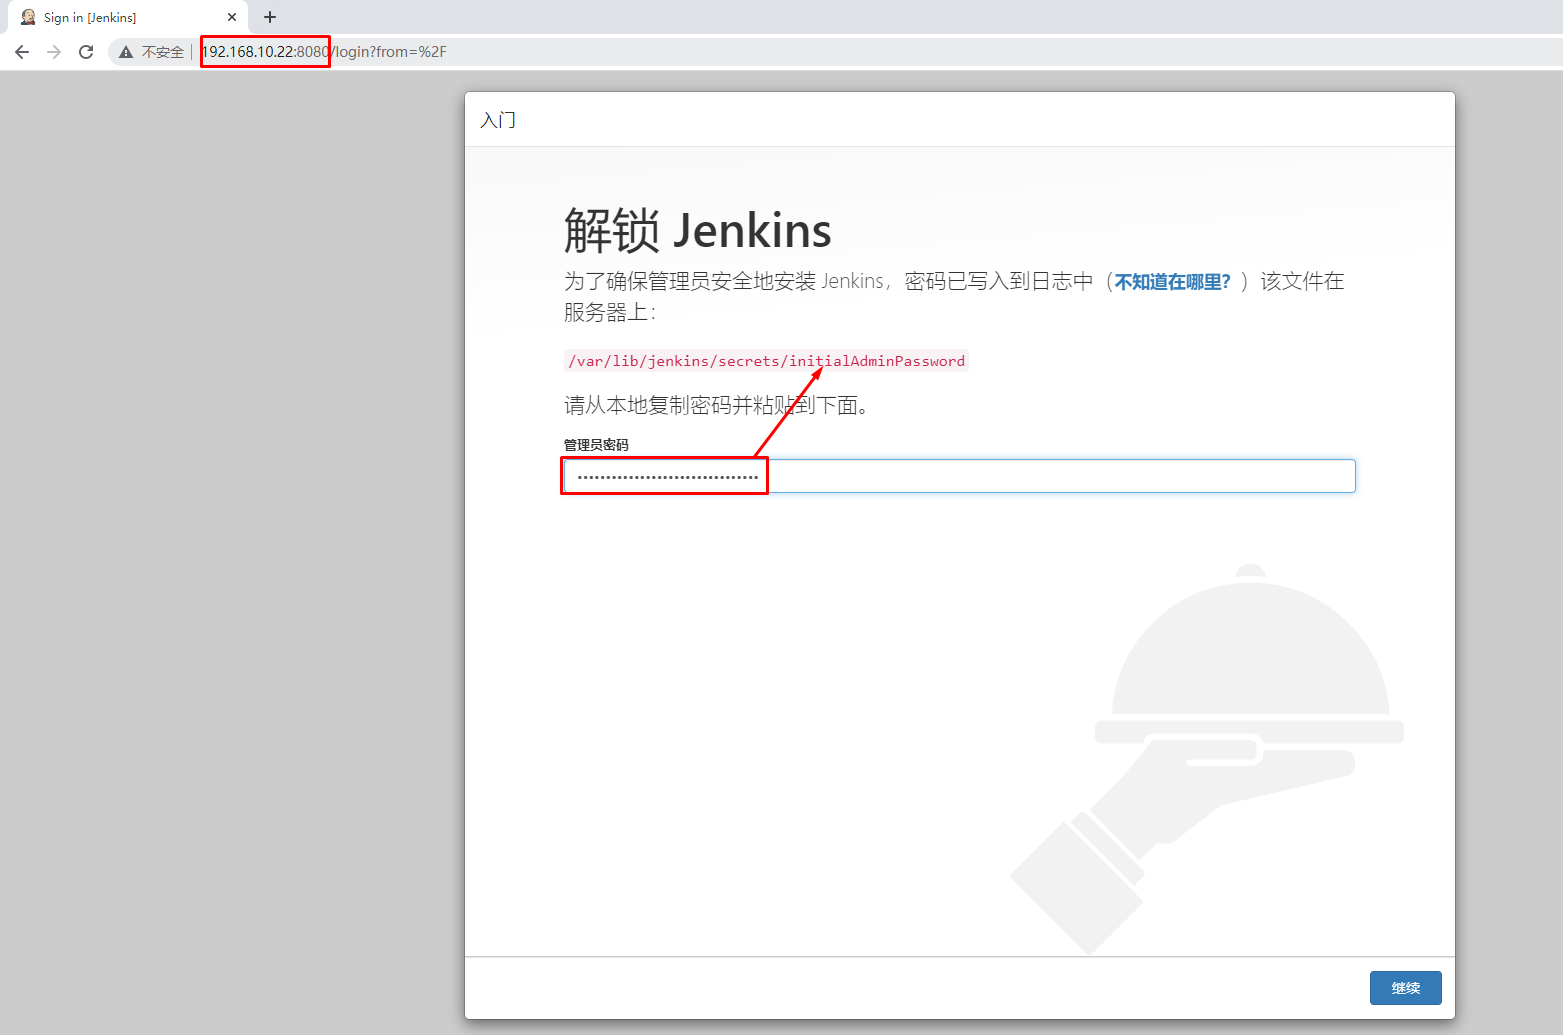 Sign in [Jenkins]
不安全 | 192.168.10.22:8080/login?from=%2F
入门
解锁 Jenkins
为了确保管理员安全地安装 Jenkins，密码已写入到日志中（不知道在哪里？）该文件在
服务器上：
/var/lib/jenkins/secrets/initialAdminPassword
请从本地复制密码并粘贴到下面。
管理员密码
继续